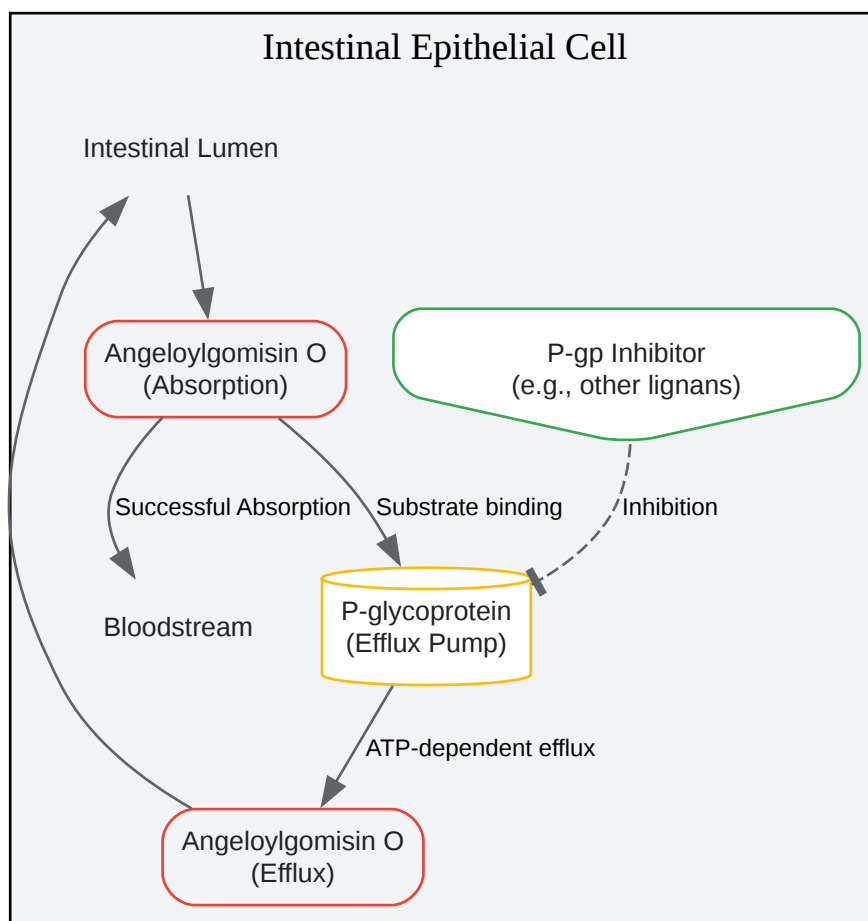 Intestinal Epithelial Cell
Intestinal Lumen
Angeloylgomisin O
(Absorption)
P-gp Inhibitor
(e.g., other lignans)
Successful Absorption
Substrate binding
Inhibition
Bloodstream
P-glycoprotein
(Efflux Pump)
ATP-dependent efflux
Angeloylgomisin O
(Efflux)